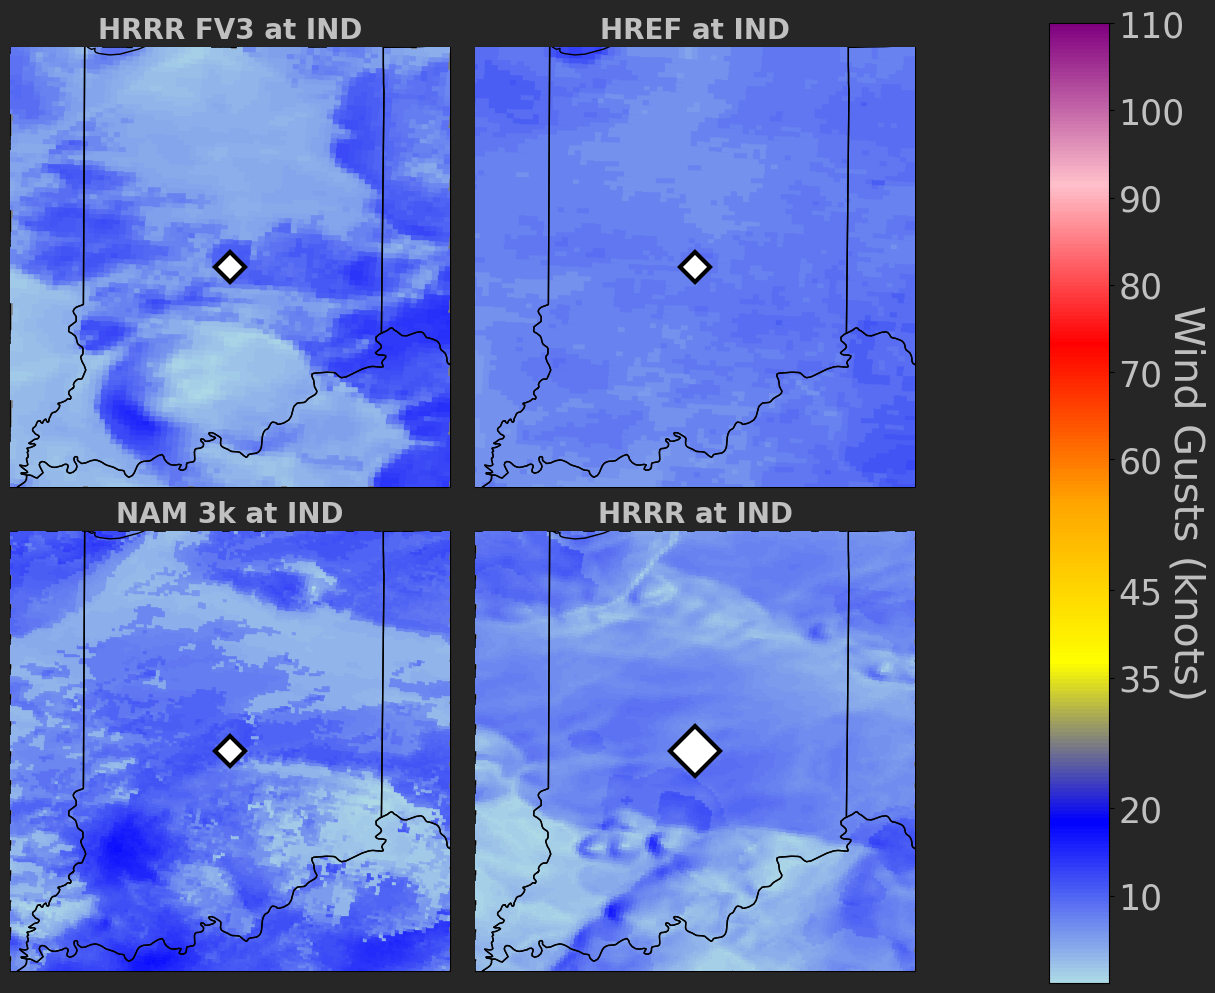 HRRR FV3 at IND
HREF at IND
NAM 3k at IND
HRRR at IND
110
100
90
80
70
60
45
35
20
10
Wind Gusts (knots)